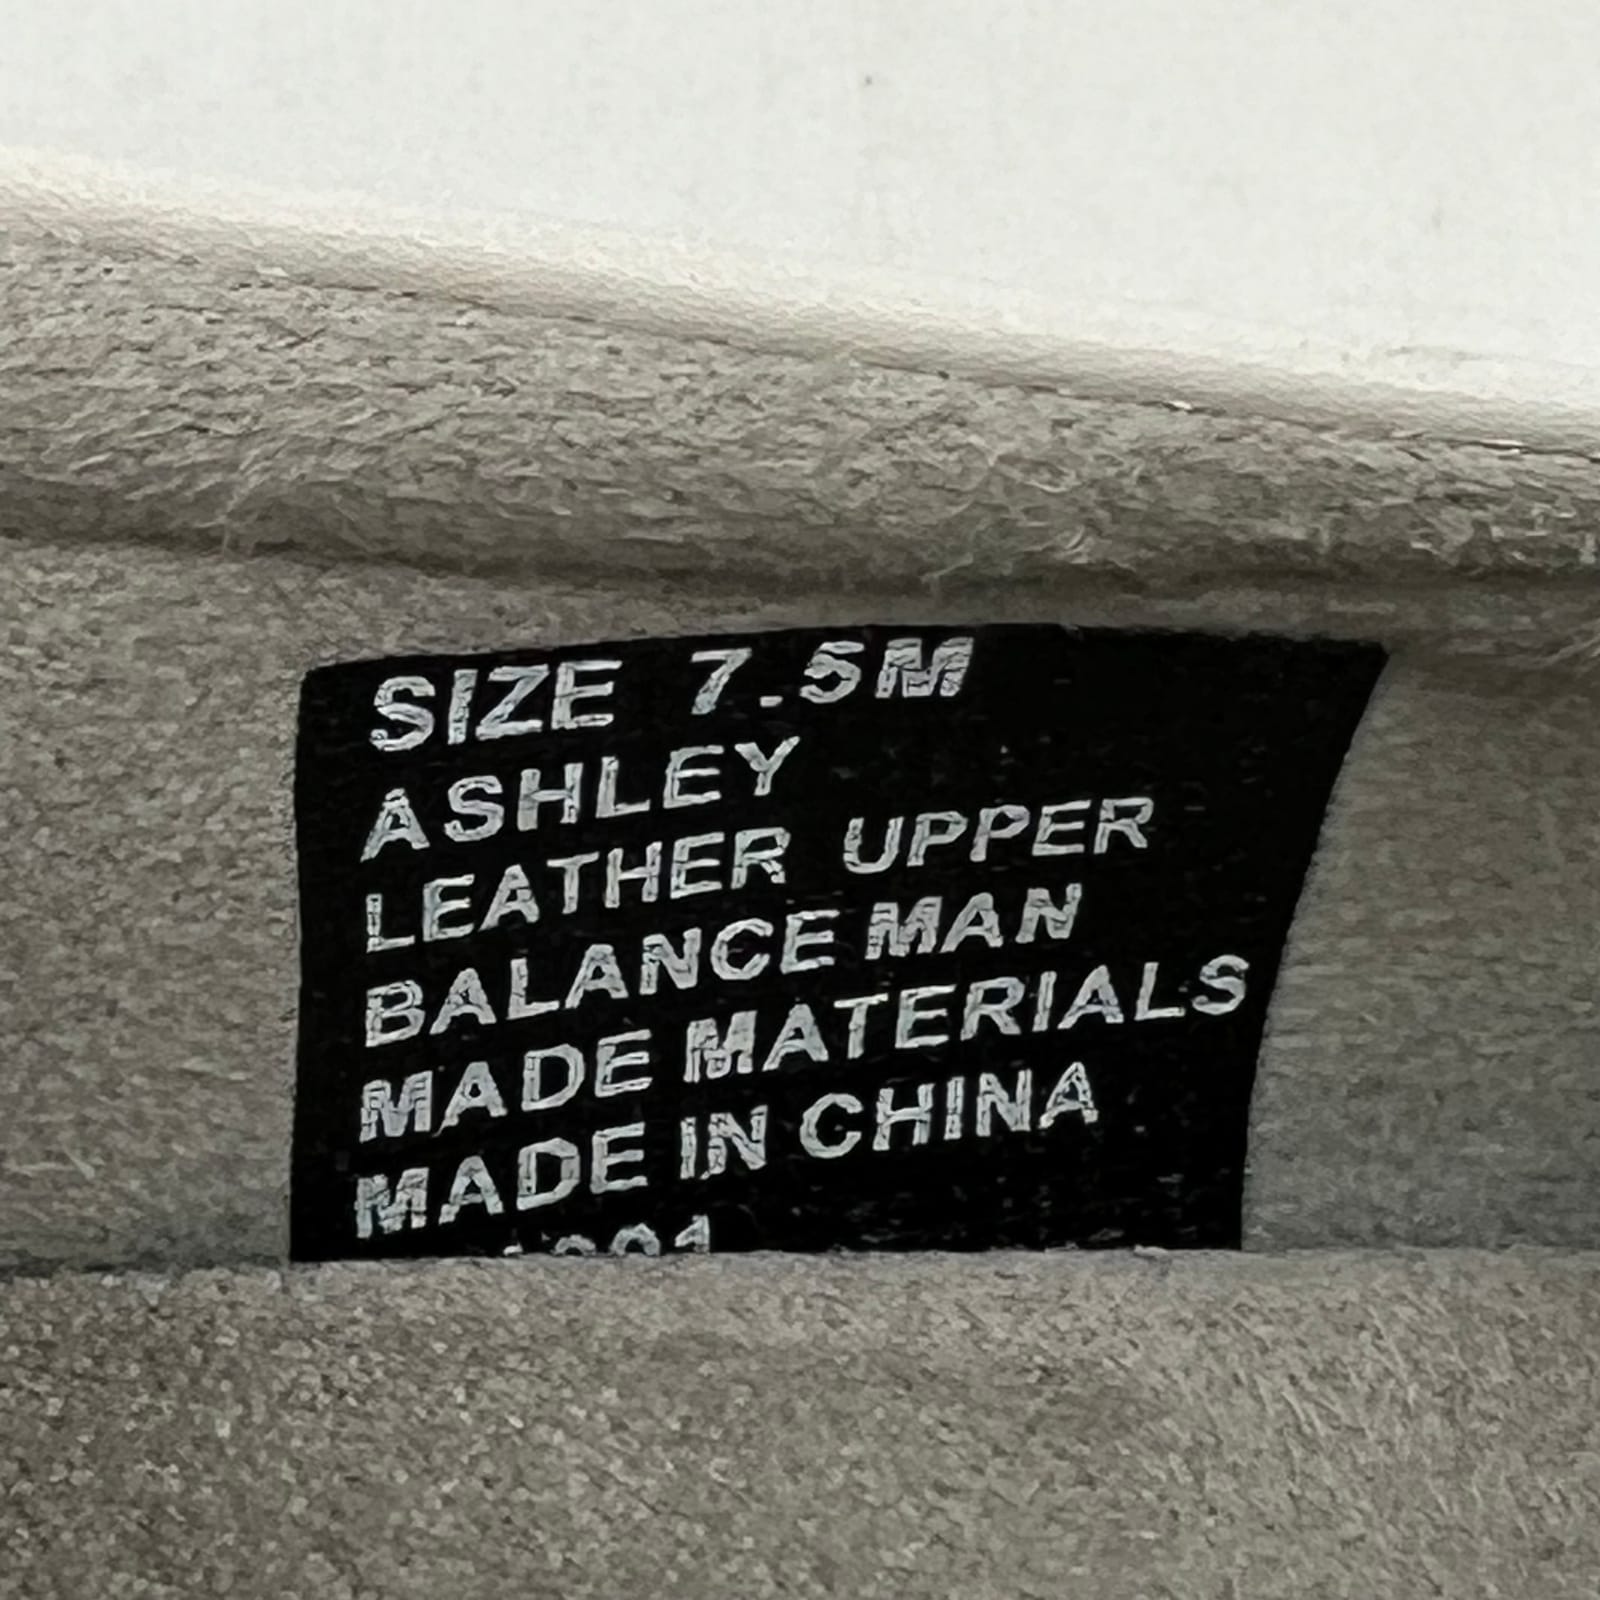 SIZE 7.5M
ASHLEY
LEATHER UPPER
BALANCE MAN
MADE MATERIALS
MADE IN CHINA